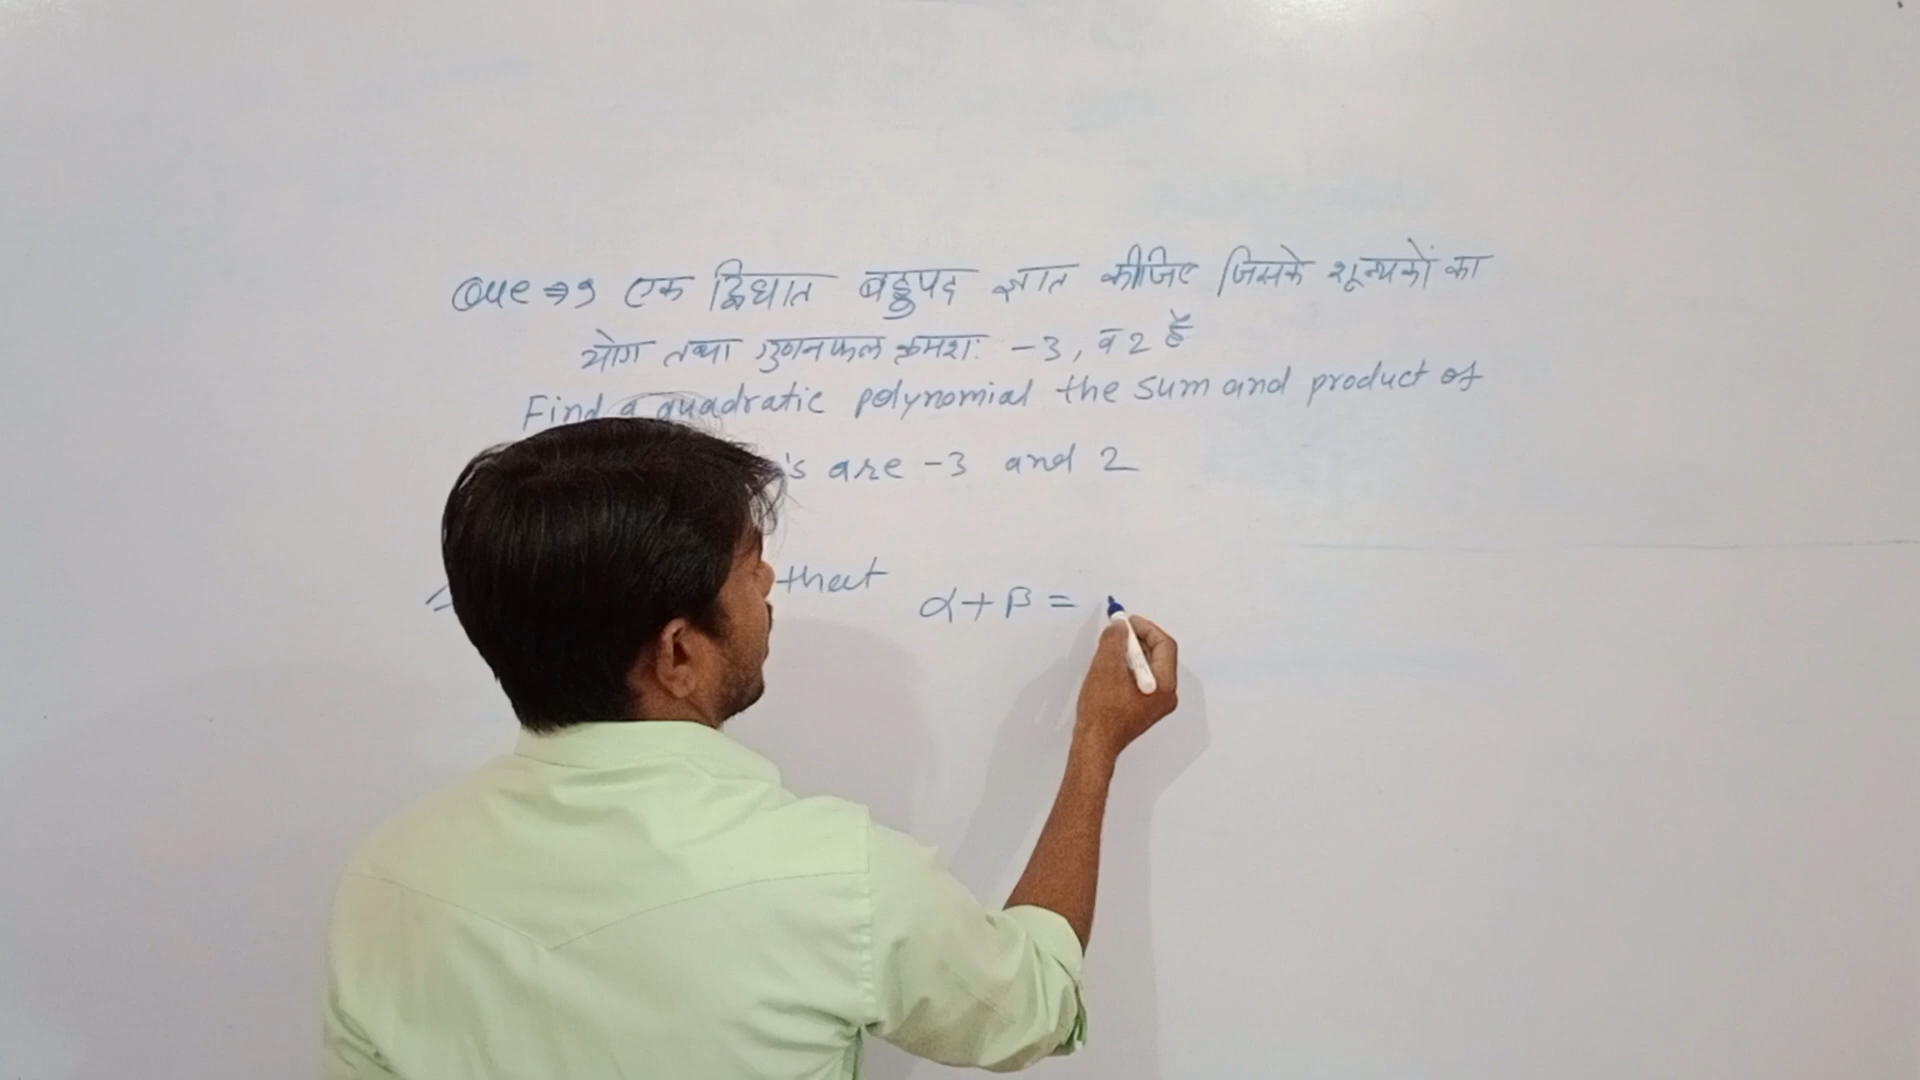 Que ⇒ 9 एक द्विघात बहुपद ज्ञात कीजिए जिसके शून्यकों का
योग तथा गुणनफल क्रमशः -3, व 2 हैं
Find a quadratic polynomial the sum and product of
's are -3 and 2
that α+β =